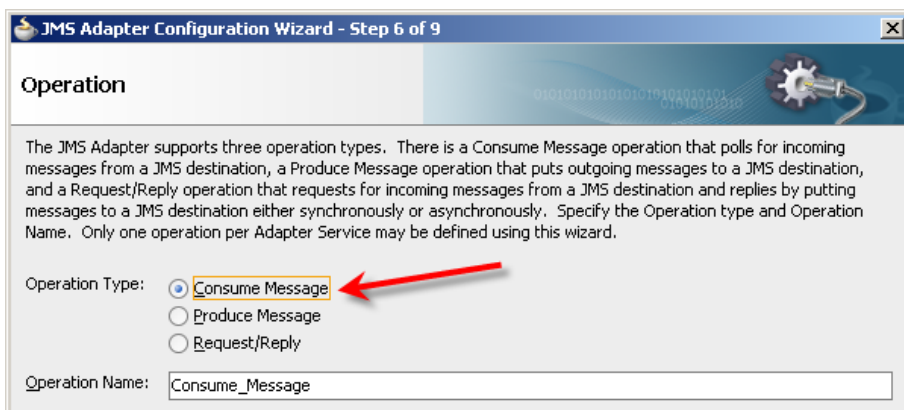 JMS Adapter Configuration Wizard - Step 6 of 9
Operation
0101010101010101010101010101
01010101010
The JMS Adapter supports three operation types. There is a Consume Message operation that polls for incoming
messages from a JMS destination, a Produce Message operation that puts outgoing messages to a JMS destination,
and a Request/Reply operation that requests for incoming messages from a JMS destination and replies by putting
messages to a JMS destination either synchronously or asynchronously. Specify the Operation type and Operation
Name. Only one operation per Adapter Service may be defined using this wizard.
Operation Type: Consume Message
Produce Message
Request/Reply
Operation Name: Consume_Message